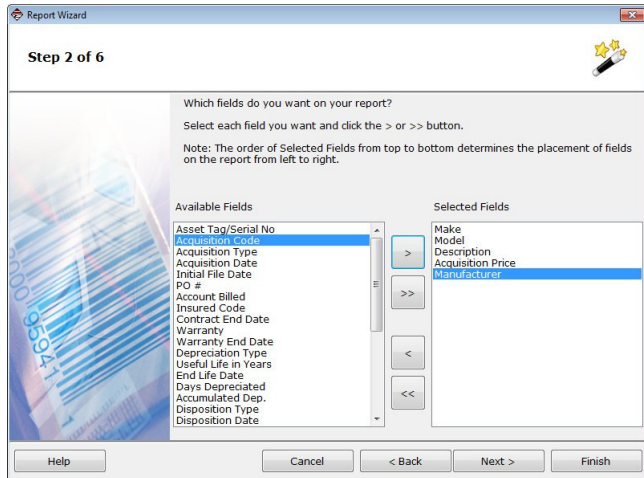 Report Wizard
Step 2 of 6
Which fields do you want on your report?
Select each field you want and click the > or >> button.
Note: The order of Selected Fields from top to bottom determines the placement of fields
on the report from left to right.
Available Fields
Asset Tag/Serial No
Acquisition Code
Acquisition Type
Acquisition Date
Initial File Date
PO #
Account Billed
Insured Code
Contract End Date
Warranty
Warranty End Date
Depreciation Type
Useful Life in Years
End Life Date
Days Depreciated
Accumulated Dep.
Disposition Type
Disposition Date
>
>>
<
<<
Selected Fields
Make
Model
Description
Acquisition Price
Manufacturer
Help
Cancel
< Back
Next >
Finish